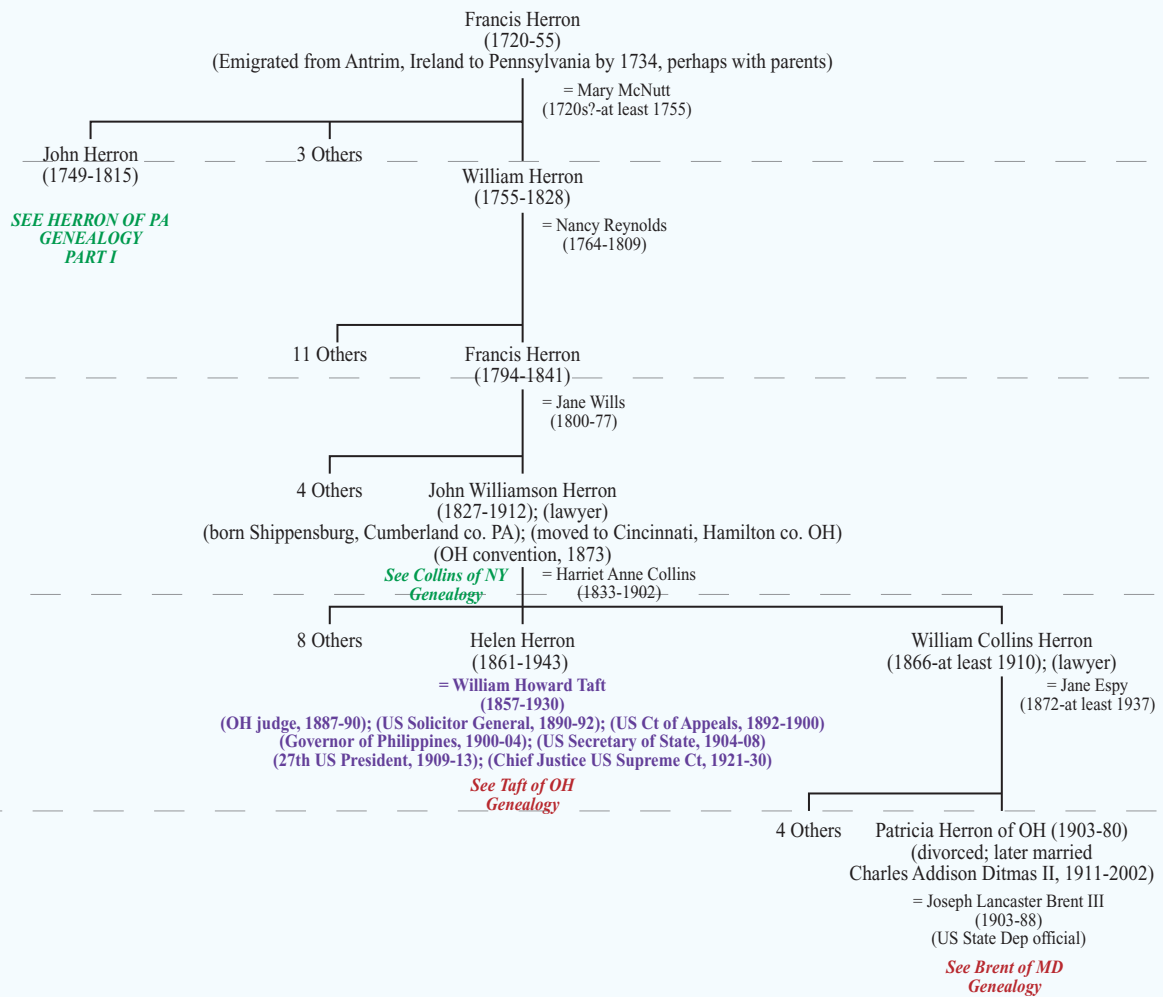 Francis Herron
(1720-55)
(Emigrated from Antrim, Ireland to Pennsylvania by 1734, perhaps with parents)
= Mary McNutt
(1720s?-at least 1755)
John Herron
(1749-1815)
3 Others
William Herron
(1755-1828)
SEE HERRON OF PA
GENEALOGY
PART I
= Nancy Reynolds
(1764-1809)
11 Others
Francis Herron
(1794-1841)
= Jane Wills
(1800-77)
4 Others
John Williamson Herron
(1827-1912); (lawyer)
(born Shippensburg, Cumberland co. PA); (moved to Cincinnati, Hamilton co. OH)
(OH convention, 1873)
See Collins of NY
Genealogy
= Harriet Anne Collins
(1833-1902)
8 Others
Helen Herron
(1861-1943)
= William Howard Taft
(1857-1930)
(OH judge, 1887-90); (US Solicitor General, 1890-92); (US Ct of Appeals, 1892-1900)
(Governor of Philippines, 1900-04); (US Secretary of State, 1904-08)
(27th US President, 1909-13); (Chief Justice US Supreme Ct, 1921-30)
See Taft of OH
Genealogy
William Collins Herron
(1866-at least 1910); (lawyer)
= Jane Espy
(1872-at least 1937)
4 Others
Patricia Herron of OH (1903-80)
(divorced; later married
Charles Addison Ditmas II, 1911-2002)
= Joseph Lancaster Brent III
(1903-88)
(US State Dep official)
See Brent of MD
Genealogy